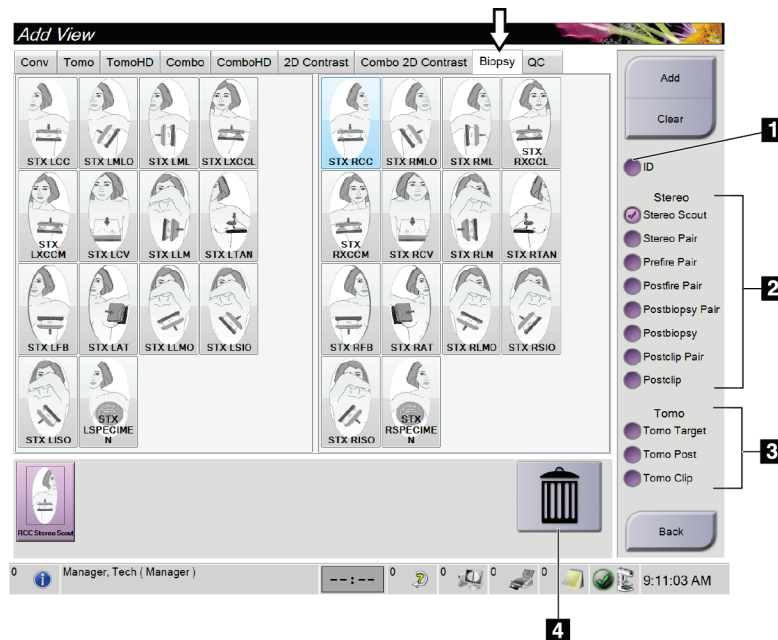 Add View
Conv Tomo TomoHD Combo ComboHD 2D Contrast Combo 2D Contrast Biopsy QC
STX LCC STX LMLO STX LML STX LXCCL
STX RCC STX RMLO STX RML STX RXCCL
STX LXCCM STX LCV STX LLM STX LTAN
STX RXCCM STX RCV STX RLM STX RTAN
STX LFB STX LAT STX LLMO STX LSIO
STX RFB STX RAT STX RLMO STX RSIO
STX LISO STX LSPECIMEN
STX RISO STX RSPECIMEN
RCC Stereo Scout
Add
Clear
1
ID
Stereo
Stereo Scout
Stereo Pair
Prefire Pair
Postfire Pair
Postbiopsy Pair
Postbiopsy
Postclip Pair
Postclip
2
Tomo
Tomo Target
Tomo Post
Tomo Clip
3
Back
0 Manager, Tech ( Manager ) --:-- 0 0 0 0 9:11:03 AM
4